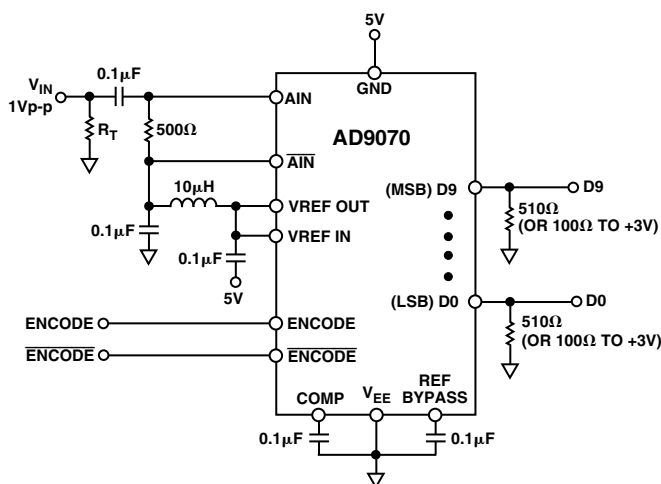 5V
GND
0.1µF
VIN
1Vp-p
RT
500Ω
AIN
AD9070
AIN
10µH
VREF OUT
0.1µF
VREF IN
0.1µF
5V
(MSB) D9
D9
510Ω
(OR 100Ω TO +3V)
(LSB) D0
D0
510Ω
(OR 100Ω TO +3V)
ENCODE
ENCODE
ENCODE
ENCODE
COMP
VEE
REF
BYPASS
0.1µF
0.1µF